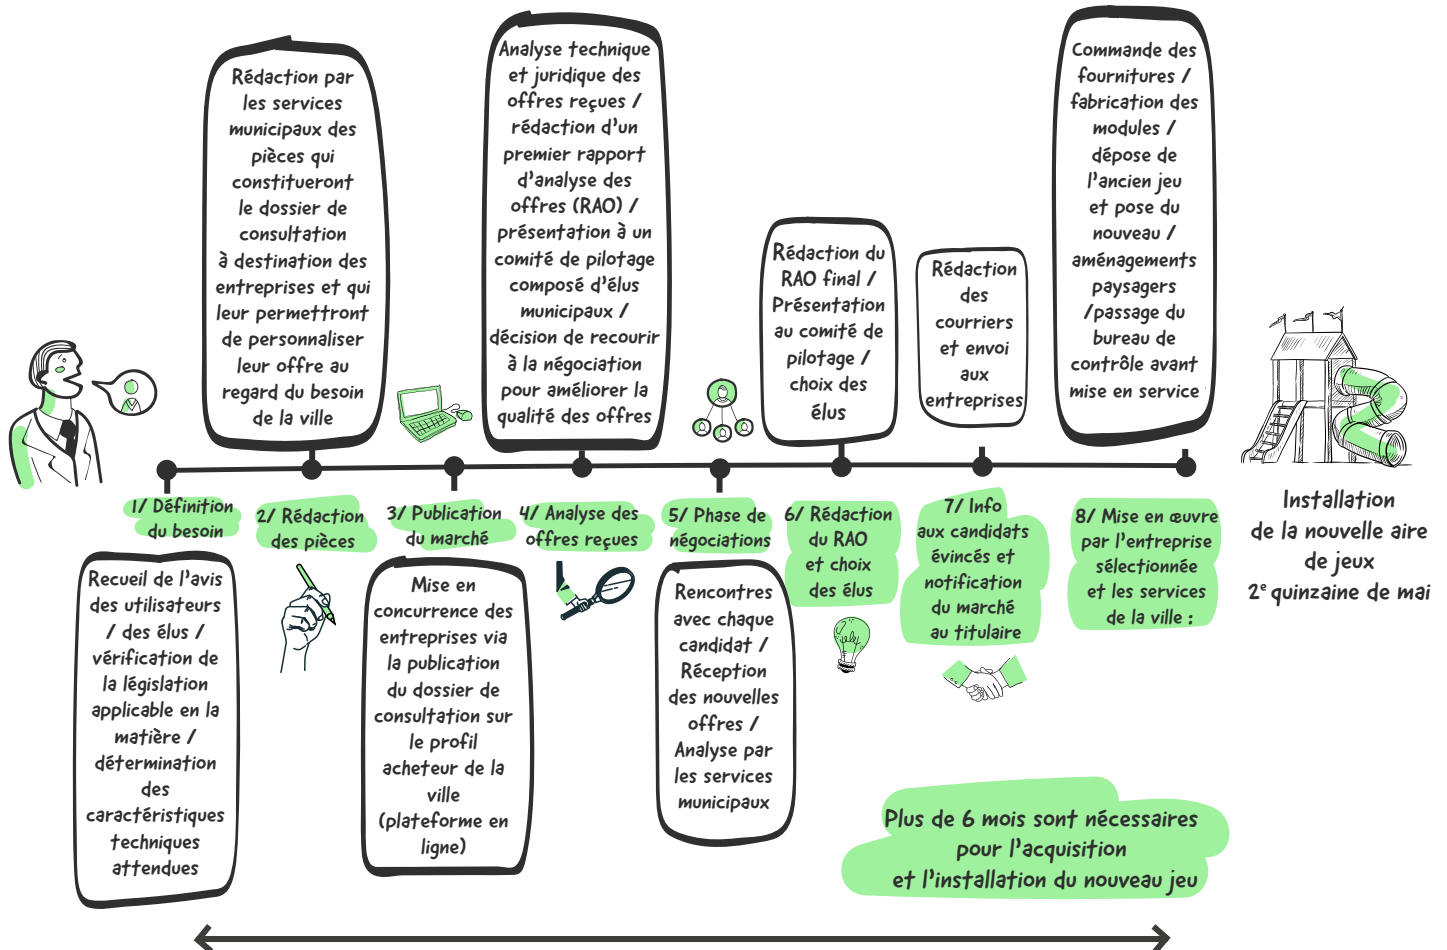 1/ Définition
du besoin
Recueil de l'avis
des utilisateurs
/ des élus /
vérification de
la législation
applicable en la
matière /
détermination
des
caractéristiques
techniques
attendues
Rédaction par
les services
municipaux des
pièces qui
constitueront
le dossier de
consultation
à destination des
entreprises et qui
leur permettront
de personnaliser
leur offre au
regard du besoin
de la ville
2/ Rédaction
des pièces
3/ Publication
du marché
Mise en
concurrence des
entreprises via
la publication
du dossier de
consultation sur
le profil
acheteur de la
ville
(plateforme en
ligne)
Analyse technique
et juridique des
offres reçues /
rédaction d'un
premier rapport
d'analyse des
offres (RAO) /
présentation à un
comité de pilotage
composé d'élus
municipaux /
décision de recourir
à la négociation
pour améliorer la
qualité des offres
4/ Analyse des
offres reçues
5/ Phase de
négociations
Rencontres
avec chaque
candidat /
Réception
des nouvelles
offres /
Analyse par
les services
municipaux
Rédaction du
RAO final /
Présentation
au comité de
pilotage /
choix des
élus
6/ Rédaction
du RAO
et choix
des élus
Rédaction
des
courriers
et envoi
aux
entreprises
7/ Info
aux candidats
évincés et
notification
du marché
au titulaire
Commande des
fournitures /
fabrication des
modules /
dépose de
l'ancien jeu
et pose du
nouveau /
aménagements
paysagers
/passage du
bureau de
contrôle avant
mise en service
8/ Mise en œuvre
par l'entreprise
sélectionnée
et les services
de la ville :
Installation
de la nouvelle aire
de jeux
2e quinzaine de mai
Plus de 6 mois sont nécessaires
pour l'acquisition
et l'installation du nouveau jeu